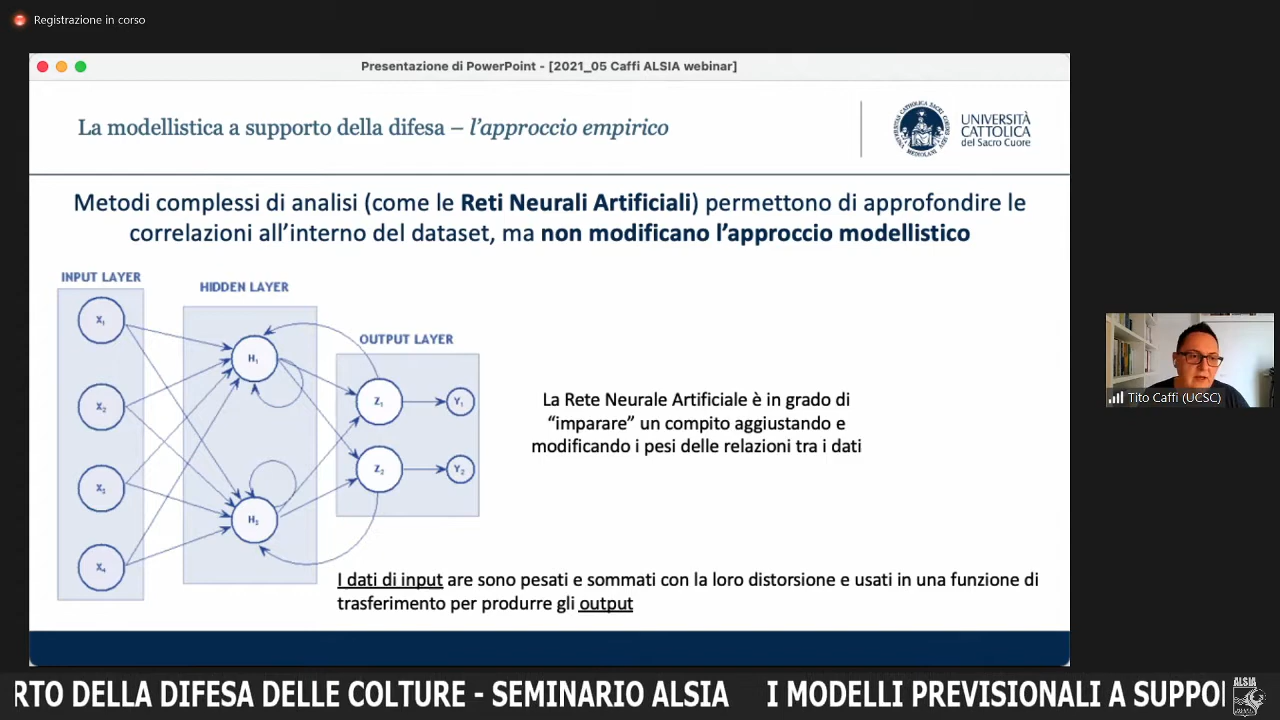 Registrazione in corso
Presentazione di PowerPoint - [2021_05 Caffi ALSIA webinar]
La modellistica a supporto della difesa – l'approccio empirico
UNIVERSITÀ
CATTOLICA
del Sacro Cuore
Metodi complessi di analisi (come le Reti Neurali Artificiali) permettono di approfondire le
correlazioni all'interno del dataset, ma non modificano l'approccio modellistico
INPUT LAYER
HIDDEN LAYER
OUTPUT LAYER
X₁
X₂
X₃
X₄
H₁
Z₁
Y₁
Z₂
Y₂
La Rete Neurale Artificiale è in grado di
“imparare” un compito aggiustando e
modificando i pesi delle relazioni tra i dati
I dati di input are sono pesati e sommati con la loro distorsione e usati in una funzione di
trasferimento per produrre gli output
Tito Caffi (UCSC)
RTO DELLA DIFESA DELLE COLTURE - SEMINARIO ALSIA I MODELLI PREVISIONALI A SUPPO
ALSIA